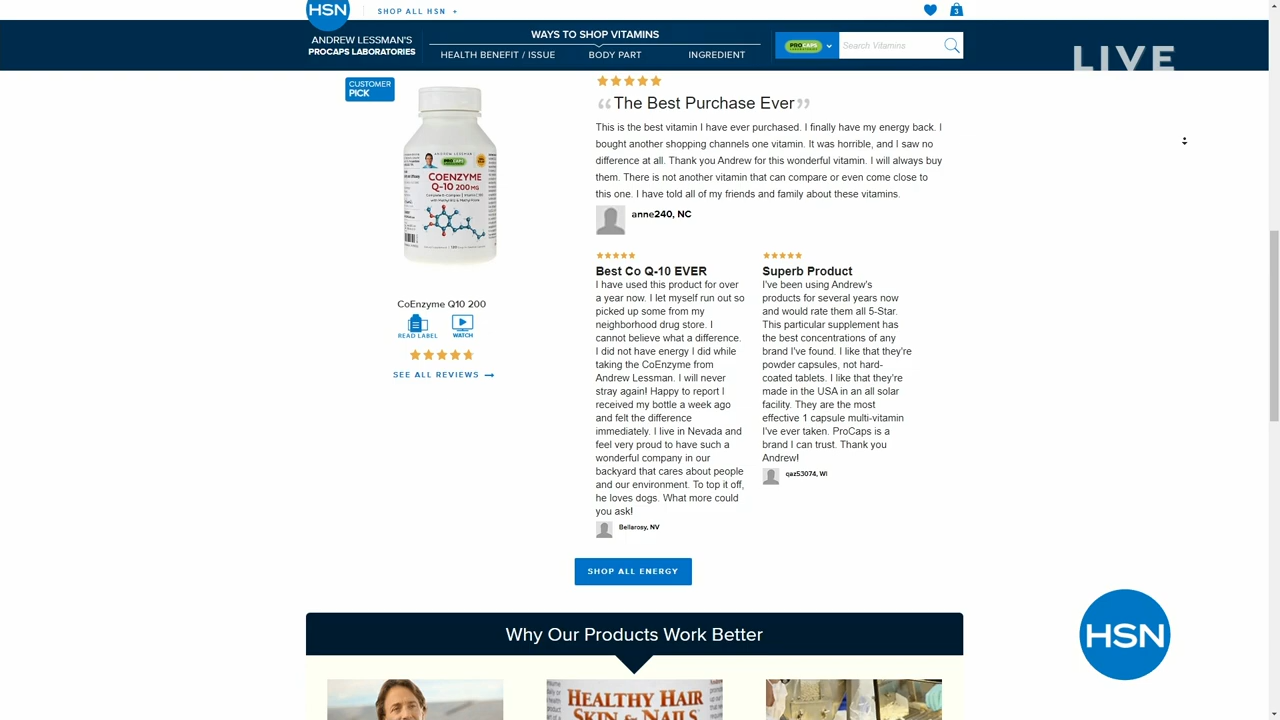 HSN
SHOP ALL HSN +
3
ANDREW LESSMAN'S
PROCAPS LABORATORIES
WAYS TO SHOP VITAMINS
HEALTH BENEFIT / ISSUE
BODY PART
INGREDIENT
PROCAPS
Search Vitamins
LIVE
CUSTOMER
PICK
ANDREW LESSMAN
PROCAPS
COENZYME
Q-10 200MG
“The Best Purchase Ever”
This is the best vitamin I have ever purchased. I finally have my energy back. I
bought another shopping channels one vitamin. It was horrible, and I saw no
difference at all. Thank you Andrew for this wonderful vitamin. I will always buy
them. There is not another vitamin that can compare or even come close to
this one. I have told all of my friends and family about these vitamins.
anne240, NC
CoEnzyme Q10 200
READ LABEL
WATCH
SEE ALL REVIEWS
Best Co Q-10 EVER
I have used this product for over
a year now. I let myself run out so
picked up some from my
neighborhood drug store. I
cannot believe what a difference.
I did not have energy I did while
taking the CoEnzyme from
Andrew Lessman. I will never
stray again! Happy to report I
received my bottle a week ago
and felt the difference
immediately. I live in Nevada and
feel very proud to have such a
wonderful company in our
backyard that cares about people
and our environment. To top it off,
he loves dogs. What more could
you ask!
Bellarosy, NV
Superb Product
I've been using Andrew's
products for several years now
and would rate them all 5-Star.
This particular supplement has
the best concentrations of any
brand I've found. I like that they're
powder capsules, not hard-
coated tablets. I like that they're
made in the USA in an all solar
facility. They are the most
effective 1 capsule multi-vitamin
I've ever taken. ProCaps is a
brand I can trust. Thank you
Andrew!
qaz53074, WI
SHOP ALL ENERGY
Why Our Products Work Better
HEALTHY HAIR
SKIN & NAILS
HSN